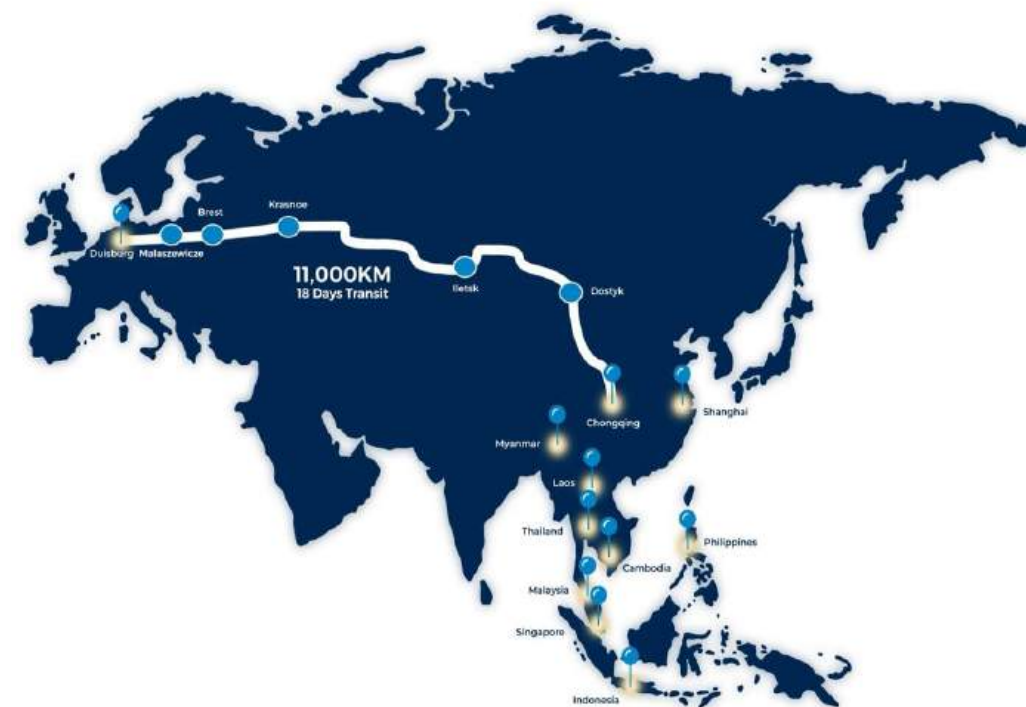 Krasnoe
Brest
Duisburg
Malaszewicze
11,000KM
18 Days Transit
Iletsk
Dostyk
Chongqing
Shanghai
Myanmar
Laos
Thailand
Philippines
Cambodia
Malaysia
Singapore
Indonesia